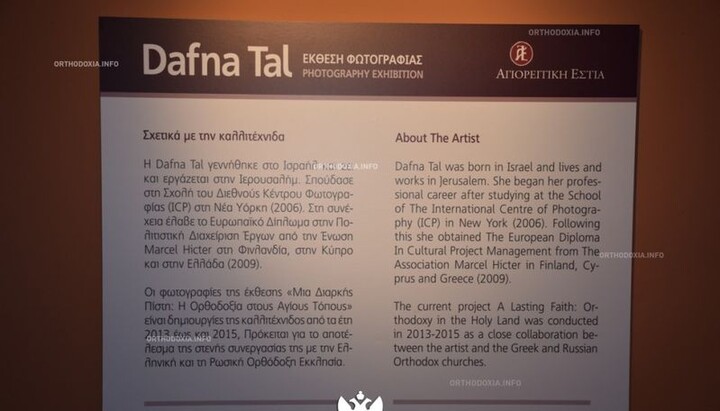 ORTHODOXIA.INFO
ORTHODOXIA.INFO
Dafna Tal
ΕΚΘΕΣΗ ΦΩΤΟΓΡΑΦΙΑΣ
PHOTOGRAPHY EXHIBITION
ΑΓΙΟΡΕΙΤΙΚΗ ΕΣΤΙΑ
Σχετικά με την καλλιτέχνιδα
Η Dafna Tal γεννήθηκε στο Ισραήλ
και εργάζεται στην Ιερουσαλήμ. Σπούδασε
στη Σχολή του Διεθνούς Κέντρου Φωτογρα-
φίας (ICP) στη Νέα Υόρκη (2006). Στη συνέ-
χεια έλαβε το Ευρωπαϊκό Δίπλωμα στην Πο-
λιτιστική Διαχείριση Έργων από την Ένωση
Marcel Hicter στη Φινλανδία, στην Κύπρο
και στην Ελλάδα (2009).
Οι φωτογραφίες της έκθεσης «Μια Διαρκής
Πίστη: Η Ορθοδοξία στους Αγίους Τόπους»
είναι δημιουργίες της καλλιτέχνιδος από τα έτη
2013 έως και 2015, Πρόκειται για το αποτέ-
λεσμα της στενής συνεργασίας της με την Ελ-
ληνική και τη Ρωσική Ορθόδοξη Εκκλησία.
About The Artist
Dafna Tal was born in Israel and lives and
works in Jerusalem. She began her profes-
sional career after studying at the School
of The International Centre of Photogra-
phy (ICP) in New York (2006). Following
this she obtained The European Diploma
In Cultural Project Management from The
Association Marcel Hicter in Finland, Cy-
prus and Greece (2009).
The current project A Lasting Faith: Or-
thodoxy in the Holy Land was conducted
in 2013-2015 as a close collaboration be-
tween the artist and the Greek and Russian
Orthodox churches.
ORTHODOXIA.INFO
ORTHODOXIA.INFO
ORTHODOXIA.INFO
ORTHODOXIA.INFO